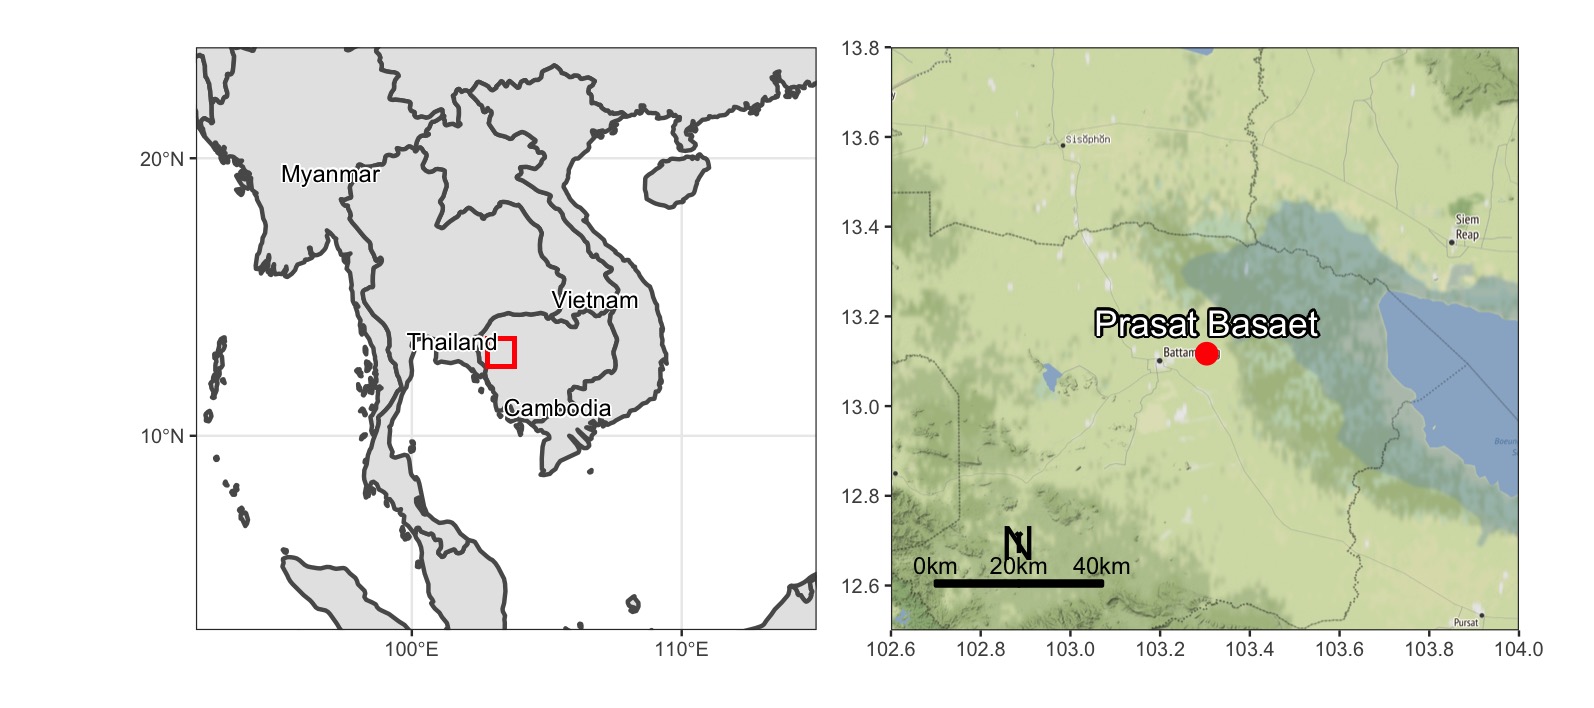 20°N
10°N
100°E
110°E
Myanmar
Vietnam
Thailand
Cambodia
13.8
13.6
13.4
13.2
13.0
12.8
12.6
102.6
102.8
103.0
103.2
103.4
103.6
103.8
104.0
Sisŏphŏn
Siem
Reap
Prasat Basaet
Pursat
N
0km
20km
40km